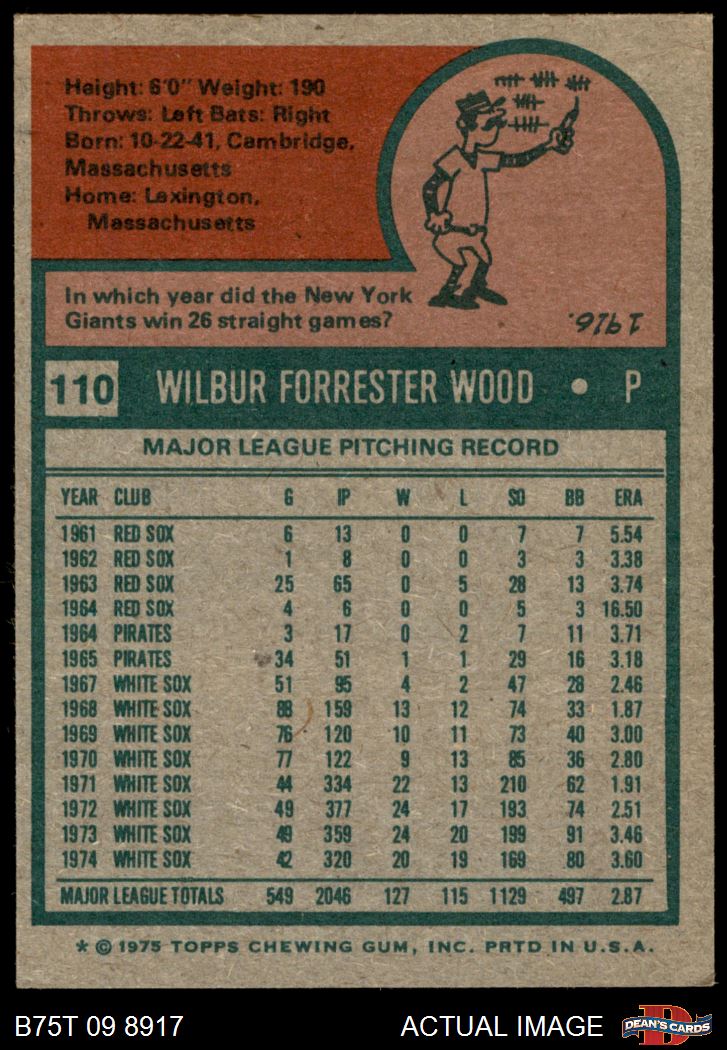 Height: 6'0" Weight: 190
Throws: Left Bats: Right
Born: 10-22-41, Cambridge,
Massachusetts
Home: Lexington,
Massachusetts
In which year did the New York
Giants win 26 straight games?
1916.
110 WILBUR FORRESTER WOOD • P
MAJOR LEAGUE PITCHING RECORD
YEAR CLUB G IP W L SO BB ERA
1961 RED SOX 6 13 0 0 7 7 5.54
1962 RED SOX 1 8 0 0 3 3 3.38
1963 RED SOX 25 65 0 5 28 13 3.74
1964 RED SOX 4 6 0 0 5 3 16.50
1964 PIRATES 3 17 0 2 7 11 3.71
1965 PIRATES 34 51 1 1 29 16 3.18
1967 WHITE SOX 51 95 4 2 47 28 2.46
1968 WHITE SOX 88 159 13 12 74 33 1.87
1969 WHITE SOX 76 120 10 11 73 40 3.00
1970 WHITE SOX 77 122 9 13 85 36 2.80
1971 WHITE SOX 44 334 22 13 210 62 1.91
1972 WHITE SOX 49 377 24 17 193 74 2.51
1973 WHITE SOX 49 359 24 20 199 91 3.46
1974 WHITE SOX 42 320 20 19 169 80 3.60
MAJOR LEAGUE TOTALS 549 2046 127 115 1129 497 2.87
* © 1975 TOPPS CHEWING GUM, INC. PRTD IN U.S.A.
B75T 09 8917 ACTUAL IMAGE D DEAN'S CARDS